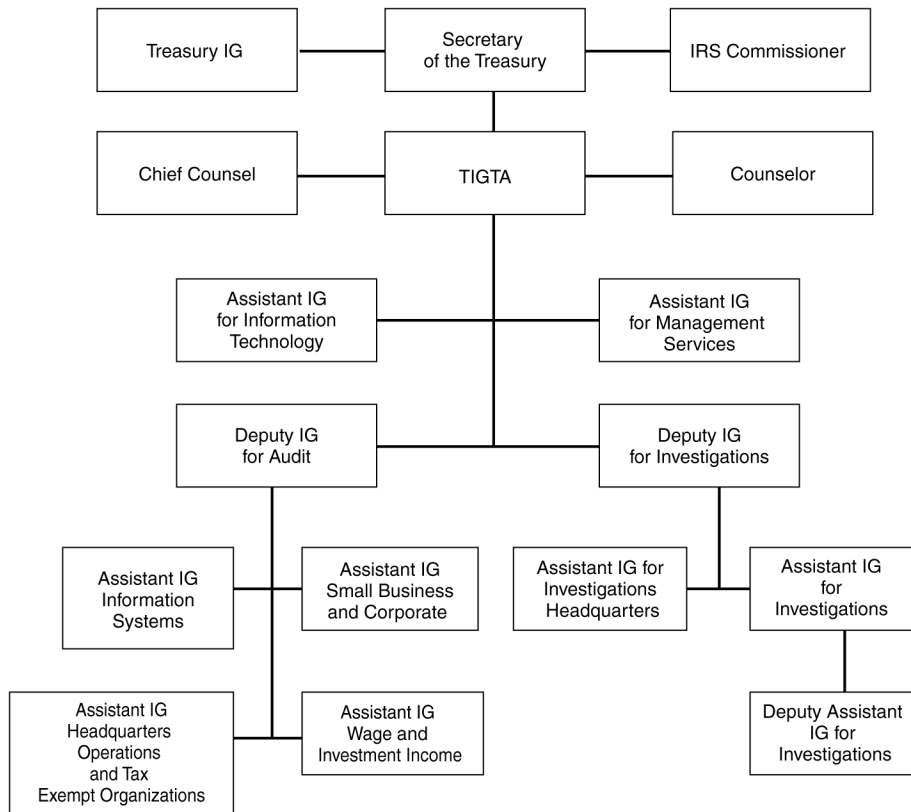 Treasury IG
Secretary
of the Treasury
IRS Commissioner
Chief Counsel
TIGTA
Counselor
Assistant IG
for Information
Technology
Assistant IG
for Management
Services
Deputy IG
for Audit
Deputy IG
for Investigations
Assistant IG
Information
Systems
Assistant IG
Small Business
and Corporate
Assistant IG for
Investigations
Headquarters
Assistant IG
for
Investigations
Assistant IG
Headquarters
Operations
and Tax
Exempt Organizations
Assistant IG
Wage and
Investment Income
Deputy Assistant
IG for
Investigations